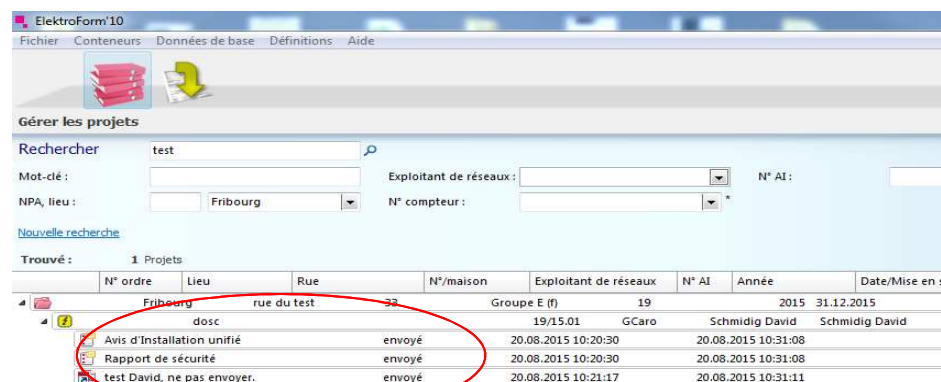 ElektroForm'10
Fichier Conteneurs Données de base Définitions Aide
Gérer les projets
Rechercher test
Mot-clé : Exploitant de réseaux : N° AI :
NPA, lieu : Fribourg N° compteur : *
Nouvelle recherche
Trouvé : 1 Projets
N° ordre Lieu Rue N°/maison Exploitant de réseaux N° AI Année Date/Mise en s
Fribourg rue du test 33 Groupe E (f) 19 2015 31.12.2015
dosc 19/15.01 GCaro Schmidig David Schmidig David
Avis d'Installation unifié envoyé 20.08.2015 10:20:30 20.08.2015 10:31:08
Rapport de sécurité envoyé 20.08.2015 10:20:30 20.08.2015 10:31:08
test David, ne pas envoyer. envoyé 20.08.2015 10:21:17 20.08.2015 10:31:11